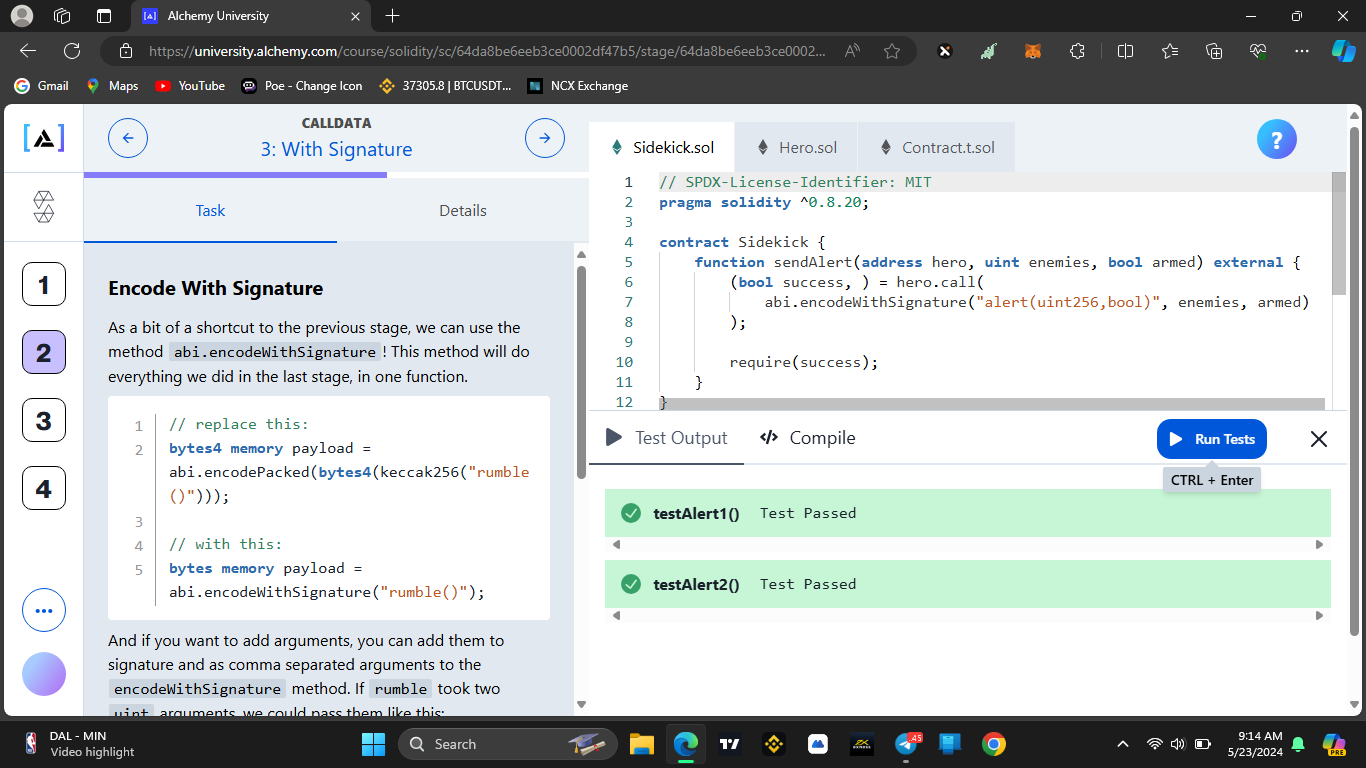 Alchemy University
https://university.alchemy.com/course/solidity/sc/64da8be6eeb3ce0002df47b5/stage/64da8be6eeb3ce0002...
Gmail
Maps
YouTube
Poe - Change Icon
37305.8 | BTCUSDT...
NCX Exchange
CALLDATA
3: With Signature
Task
Details
1
2
3
4
Encode With Signature
As a bit of a shortcut to the previous stage, we can use the
method abi.encodeWithSignature ! This method will do
everything we did in the last stage, in one function.
1 // replace this:
2 bytes4 memory payload =
abi.encodePacked(bytes4(keccak256("rumble
()")));
3
4 // with this:
5 bytes memory payload =
abi.encodeWithSignature("rumble()");
And if you want to add arguments, you can add them to
signature and as comma separated arguments to the
encodeWithSignature method. If rumble took two
uint arguments, we could pass them like this:
Sidekick.sol
Hero.sol
Contract.t.sol
?
1 // SPDX-License-Identifier: MIT
2 pragma solidity ^0.8.20;
3
4 contract Sidekick {
5 function sendAlert(address hero, uint enemies, bool armed) external {
6 (bool success, ) = hero.call(
7 abi.encodeWithSignature("alert(uint256,bool)", enemies, armed)
8 );
9
10 require(success);
11 }
12 }
Test Output
Compile
Run Tests
CTRL + Enter
testAlert1() Test Passed
testAlert2() Test Passed
DAL - MIN
Video highlight
Search
45
9:14 AM
5/23/2024
PRE